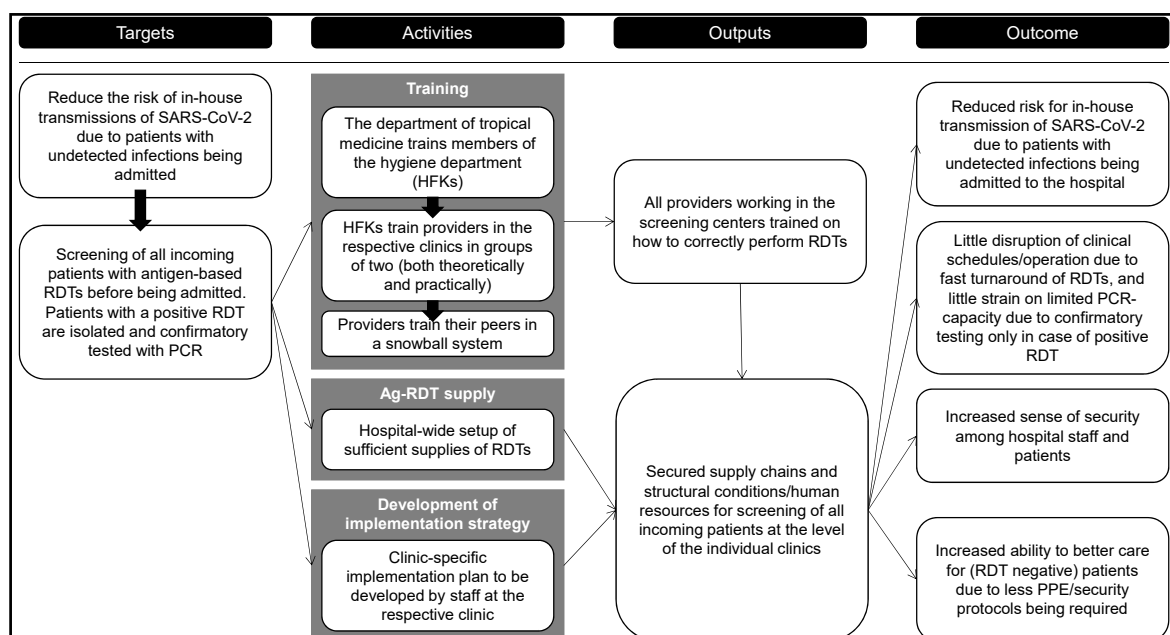 Targets
Activities
Outputs
Outcome
Reduce the risk of in-house
transmissions of SARS-CoV-2
due to patients with
undetected infections being
admitted
Screening of all incoming
patients with antigen-based
RDTs before being admitted.
Patients with a positive RDT
are isolated and confirmatory
tested with PCR
Training
The department of tropical
medicine trains members of
the hygiene department
(HFKs)
HFKs train providers in the
respective clinics in groups
of two (both theoretically
and practically)
Providers train their peers in
a snowball system
Ag-RDT supply
Hospital-wide setup of
sufficient supplies of RDTs
Development of
implementation strategy
Clinic-specific
implementation plan to be
developed by staff at the
respective clinic
All providers working in the
screening centers trained on
how to correctly perform RDTs
Secured supply chains and
structural conditions/human
resources for screening of all
incoming patients at the level
of the individual clinics
Reduced risk for in-house
transmission of SARS-CoV-2
due to patients with
undetected infections being
admitted to the hospital
Little disruption of clinical
schedules/operation due to
fast turnaround of RDTs, and
little strain on limited PCR-
capacity due to confirmatory
testing only in case of positive
RDT
Increased sense of security
among hospital staff and
patients
Increased ability to better care
for (RDT negative) patients
due to less PPE/security
protocols being required